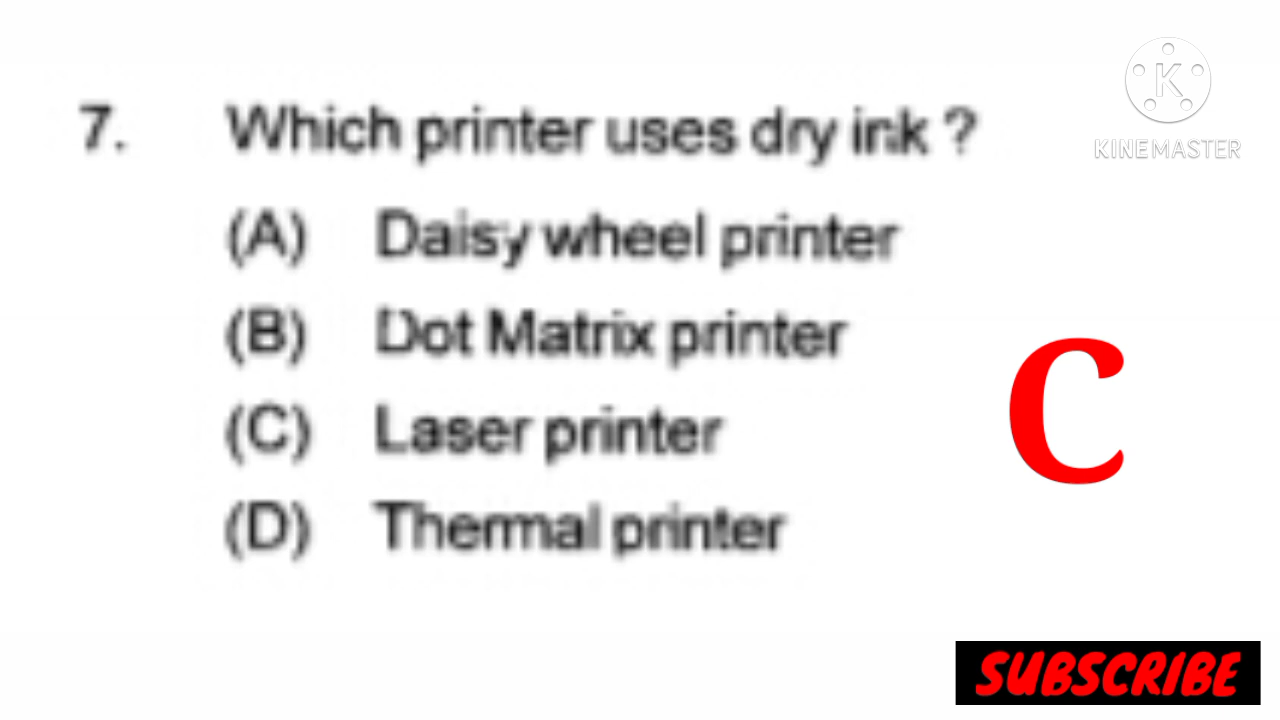 K
KINEMASTER
7. Which printer uses dry ink ?
(A) Daisy wheel printer
(B) Dot Matrix printer
(C) Laser printer
C
(D) Thermal printer
SUBSCRIBE